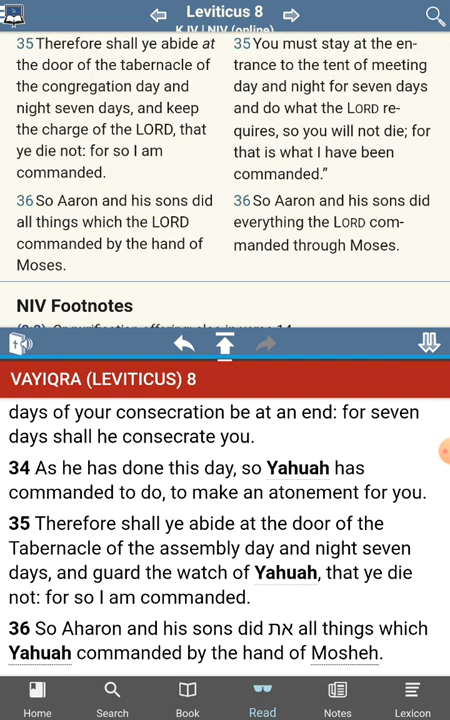 Leviticus 8
KJV | NIV (online)
35 Therefore shall ye abide at
the door of the tabernacle of
the congregation day and
night seven days, and keep
the charge of the LORD, that
ye die not: for so I am
commanded.
36 So Aaron and his sons did
all things which the LORD
commanded by the hand of
Moses.
35 You must stay at the en-
trance to the tent of meeting
day and night for seven days
and do what the LORD re-
quires, so you will not die; for
that is what I have been
commanded.”
36 So Aaron and his sons did
everything the LORD com-
manded through Moses.
NIV Footnotes
Or purification offering; also in verse 14
VAYIQRA (LEVITICUS) 8
days of your consecration be at an end: for seven
days shall he consecrate you.
34 As he has done this day, so Yahuah has
commanded to do, to make an atonement for you.
35 Therefore shall ye abide at the door of the
Tabernacle of the assembly day and night seven
days, and guard the watch of Yahuah, that ye die
not: for so I am commanded.
36 So Aharon and his sons did את all things which
Yahuah commanded by the hand of Mosheh.
Home
Search
Book
Read
Notes
Lexicon